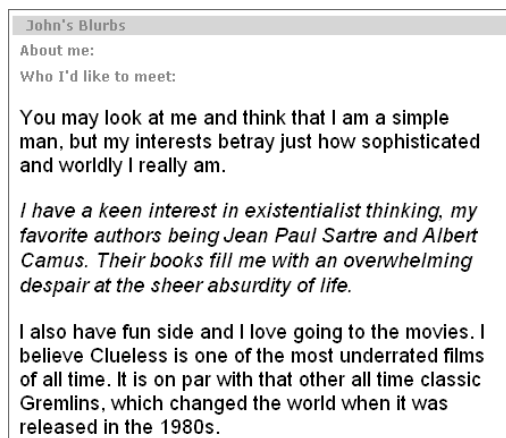 John's Blurbs
About me:
Who I'd like to meet:
You may look at me and think that I am a simple
man, but my interests betray just how sophisticated
and worldly I really am.
I have a keen interest in existentialist thinking, my
favorite authors being Jean Paul Sartre and Albert
Camus. Their books fill me with an overwhelming
despair at the sheer absurdity of life.
I also have fun side and I love going to the movies. I
believe Clueless is one of the most underrated films
of all time. It is on par with that other all time classic
Gremlins, which changed the world when it was
released in the 1980s.